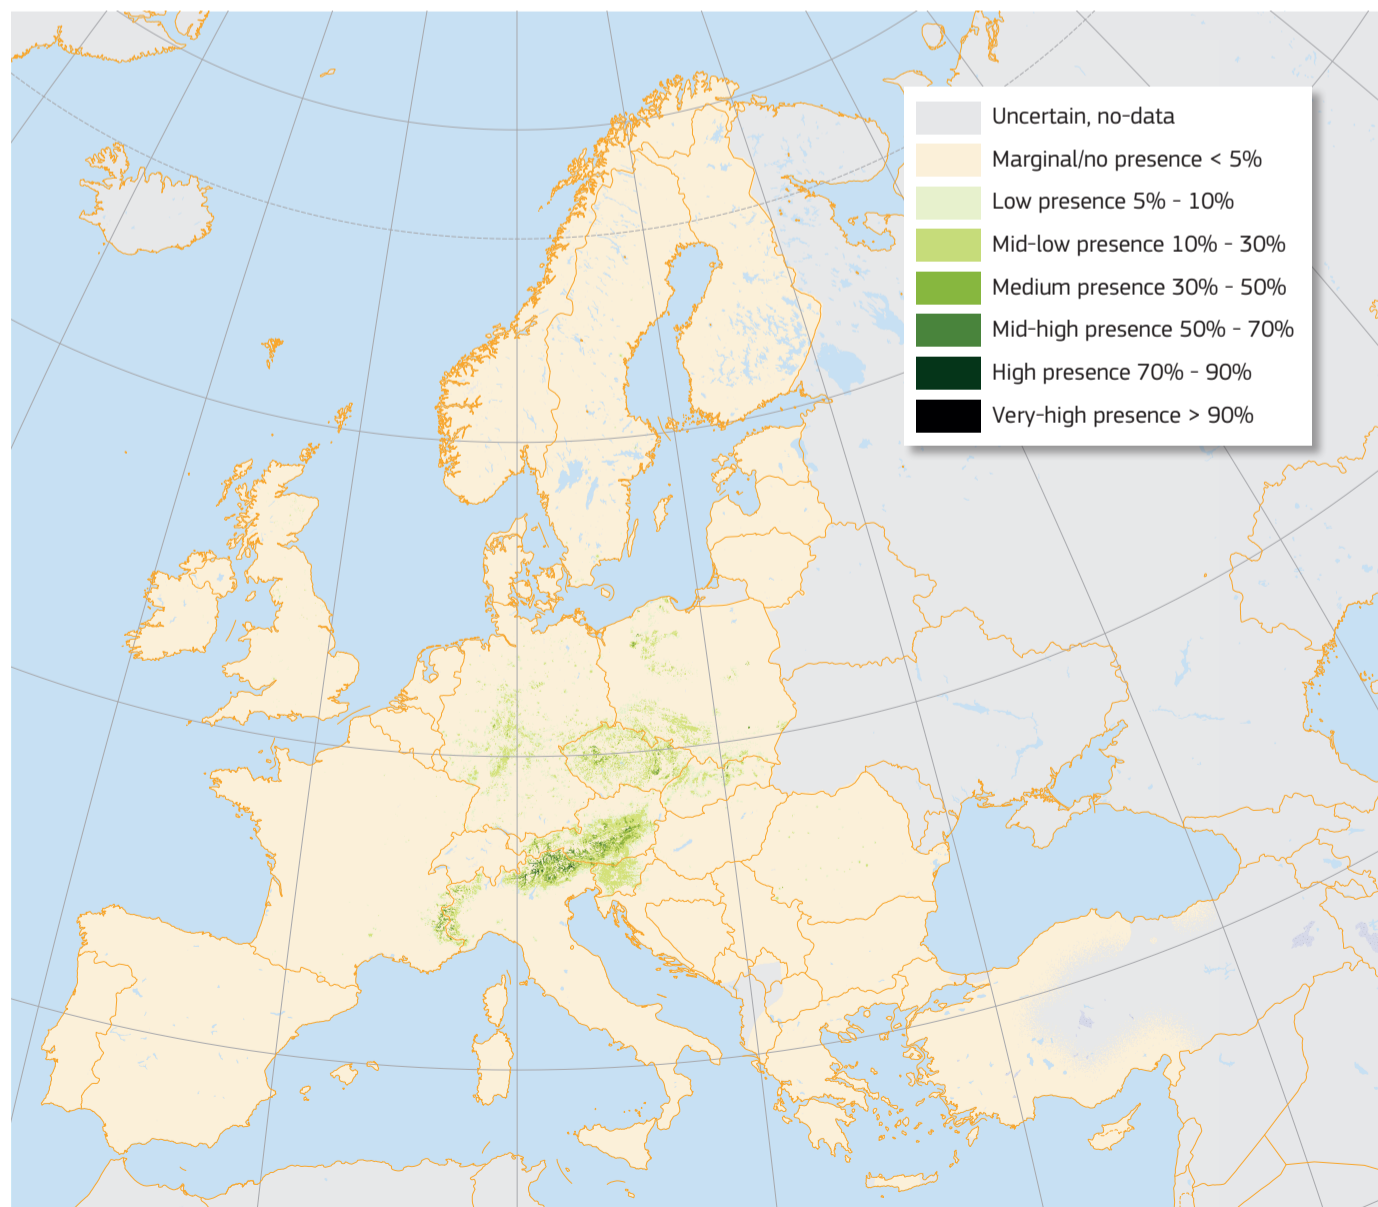 Uncertain, no-data
Marginal/no presence < 5%
Low presence 5% - 10%
Mid-low presence 10% - 30%
Medium presence 30% - 50%
Mid-high presence 50% - 70%
High presence 70% - 90%
Very-high presence > 90%